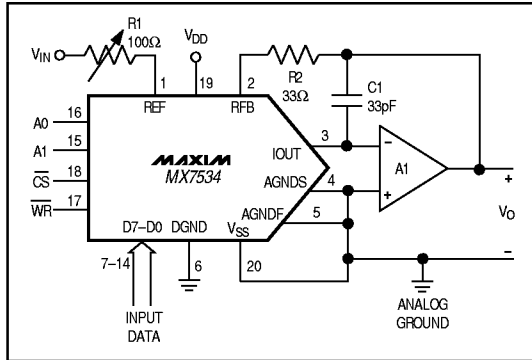 R1
100Ω
VIN
VDD
R2
33Ω
C1
33pF
1
19
2
REF
RFB
16
A0
15
A1
18
CS
17
WR
MAXIM
MX7534
IOUT
3
AGNDS
4
AGNDF
5
D7–D0
DGND
VSS
7–14
6
20
INPUT
DATA
–
A1
+
+
VO
–
ANALOG
GROUND